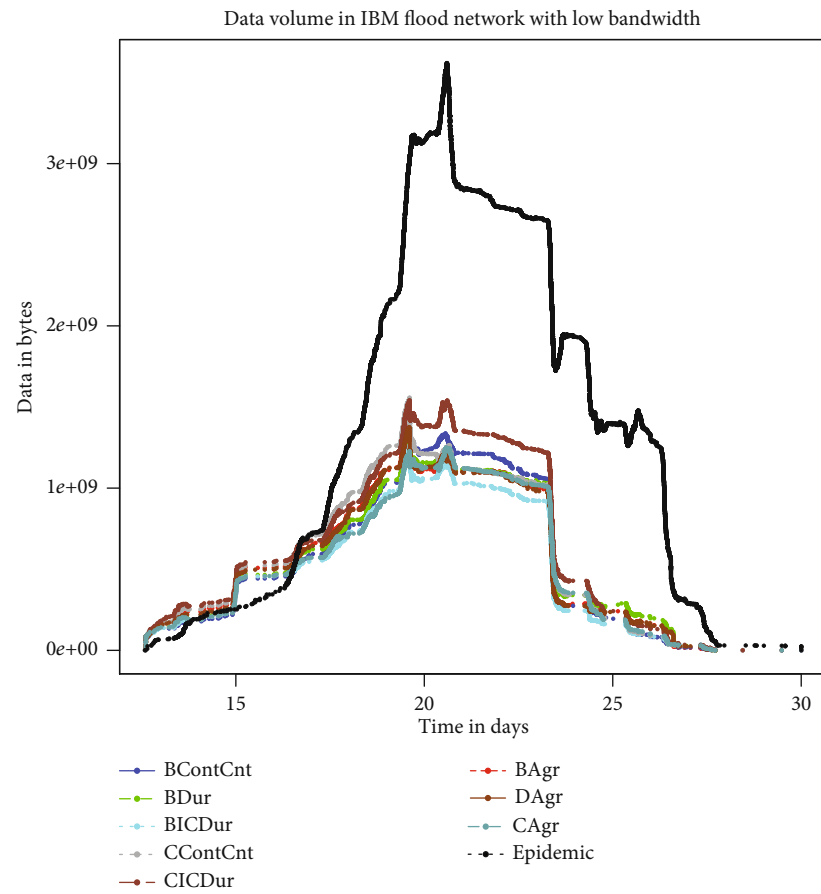 Data volume in IBM flood network with low bandwidth
Data in bytes
3e+09
2e+09
1e+09
0e+00
15
20
25
30
Time in days
BContCnt
BDur
BICDur
CContCnt
CICDur
BAgr
DAgr
CAgr
Epidemic